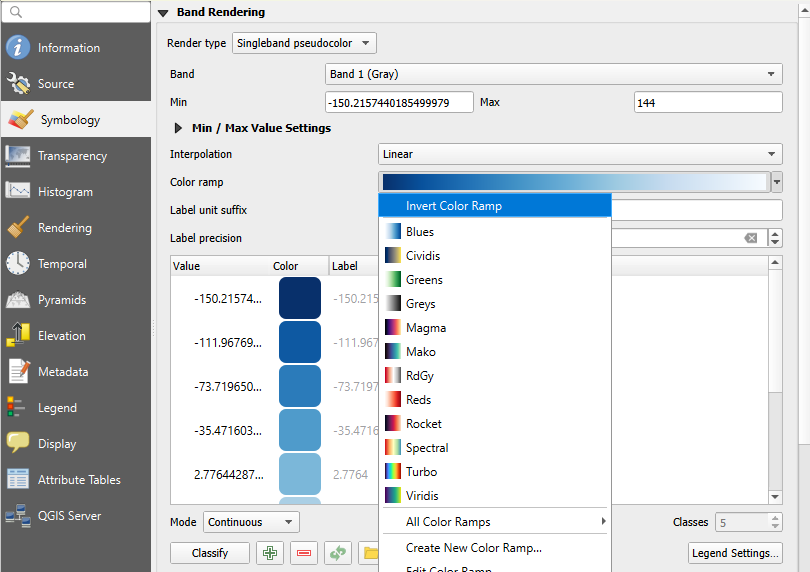 Information
Source
Symbology
Transparency
Histogram
Rendering
Temporal
Pyramids
Elevation
Metadata
Legend
Display
Attribute Tables
QGIS Server
Band Rendering
Render type Singleband pseudocolor
Band Band 1 (Gray)
Min -150.2157440185499979 Max 144
Min / Max Value Settings
Interpolation Linear
Color ramp
Label unit suffix
Label precision
Value Color Label
-150.21574... -150.215
-111.96769... -111.967
-73.719650... -73.7197
-35.471603... -35.4716
2.77644287... 2.7764
Invert Color Ramp
Blues
Cividis
Greens
Greys
Magma
Mako
RdGy
Reds
Rocket
Spectral
Turbo
Viridis
All Color Ramps
Create New Color Ramp...
Edit Color Ramp
Mode Continuous Classes 5
Classify Legend Settings...